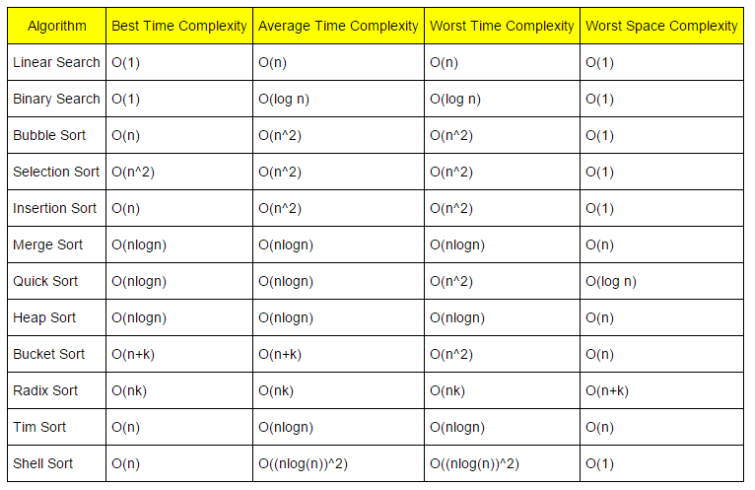 Algorithm Best Time Complexity Average Time Complexity Worst Time Complexity Worst Space Complexity
Linear Search O(1) O(n) O(n) O(1)
Binary Search O(1) O(log n) O(log n) O(1)
Bubble Sort O(n) O(n^2) O(n^2) O(1)
Selection Sort O(n^2) O(n^2) O(n^2) O(1)
Insertion Sort O(n) O(n^2) O(n^2) O(1)
Merge Sort O(nlogn) O(nlogn) O(nlogn) O(n)
Quick Sort O(nlogn) O(nlogn) O(n^2) O(log n)
Heap Sort O(nlogn) O(nlogn) O(nlogn) O(n)
Bucket Sort O(n+k) O(n+k) O(n^2) O(n)
Radix Sort O(nk) O(nk) O(nk) O(n+k)
Tim Sort O(n) O(nlogn) O(nlogn) O(n)
Shell Sort O(n) O((nlog(n))^2) O((nlog(n))^2) O(1)